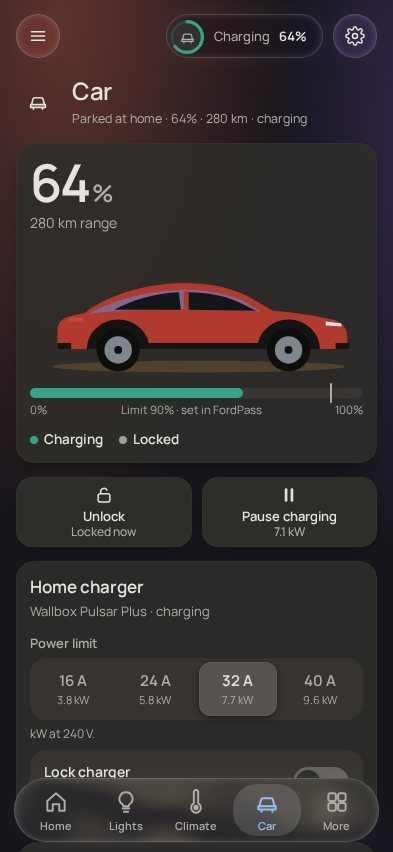 Charging 64%
Car
Parked at home · 64% · 280 km · charging
64%
280 km range
0% Limit 90% · set in FordPass 100%
Charging Locked
Unlock
Locked now
Pause charging
7.1 kW
Home charger
Wallbox Pulsar Plus · charging
Power limit
16 A 24 A 32 A 40 A
3.8 kW 5.8 kW 7.7 kW 9.6 kW
kW at 240 V.
Lock charger
Home Lights Climate Car More